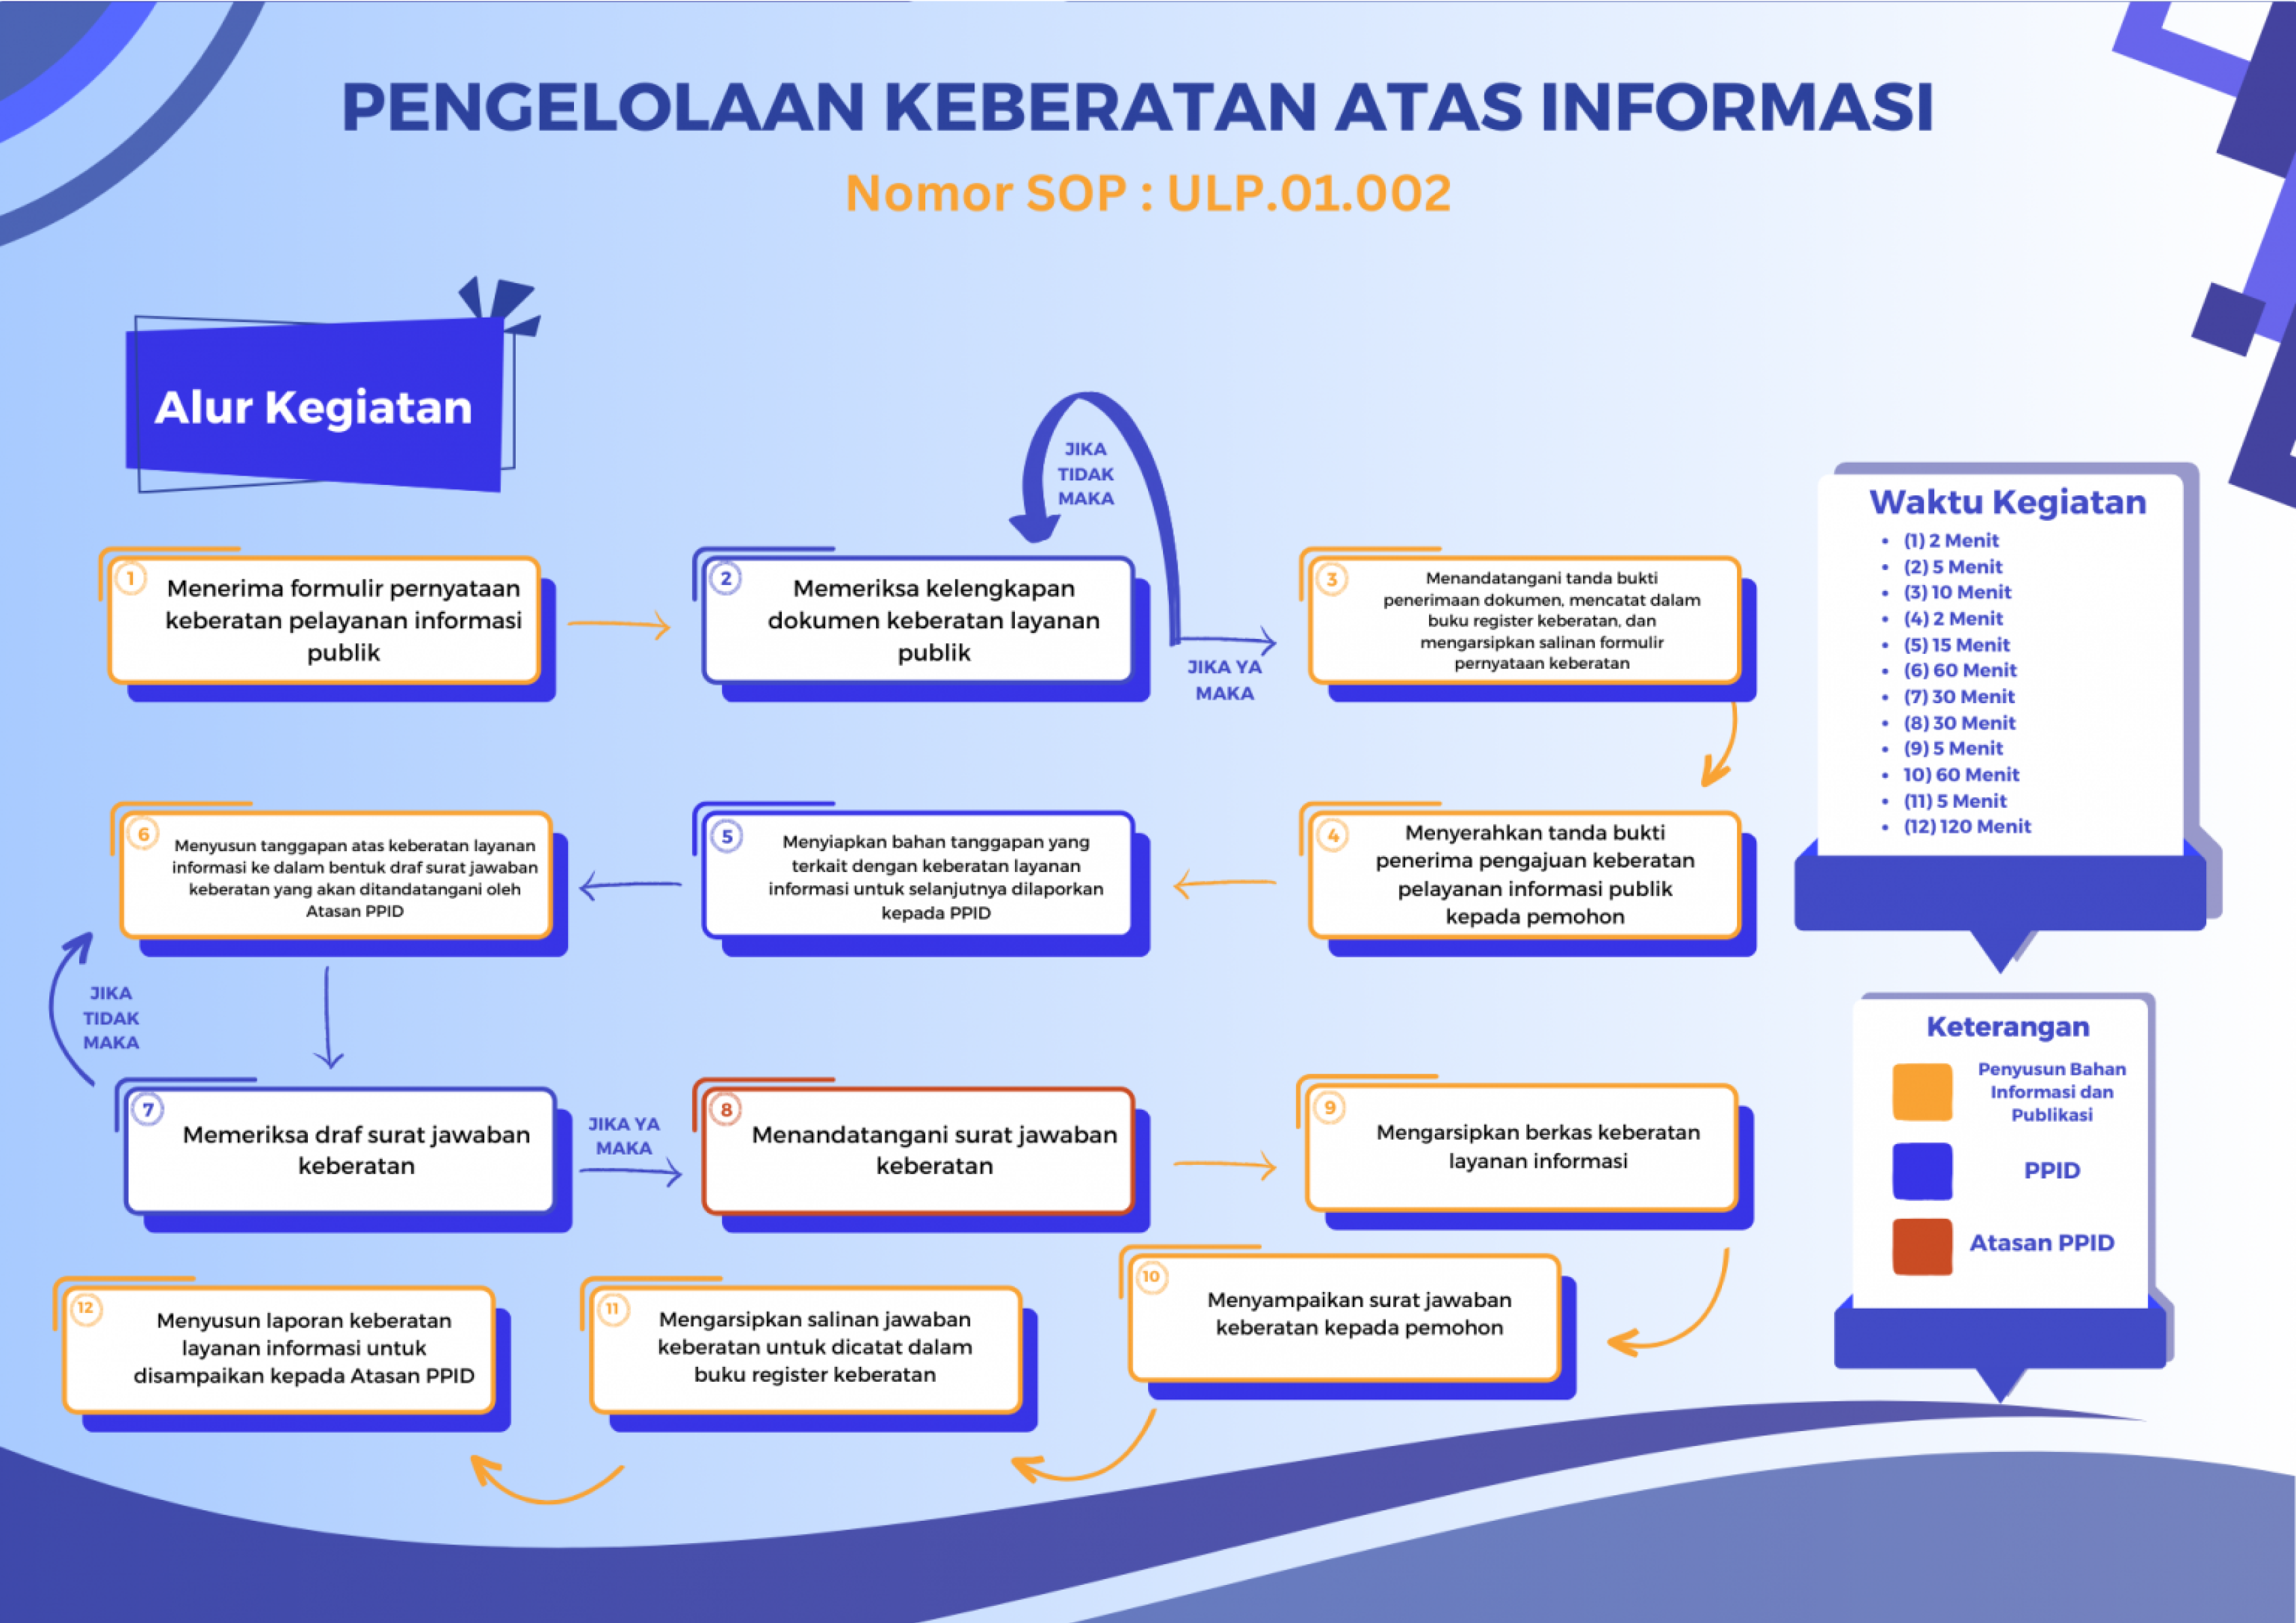 PENGELOLAAN KEBERATAN ATAS INFORMASI
Nomor SOP : ULP.01.002
Alur Kegiatan
1
Menerima formulir pernyataan
keberatan pelayanan informasi
publik
2
Memeriksa kelengkapan
dokumen keberatan layanan
publik
JIKA
TIDAK
MAKA
JIKA YA
MAKA
3
Menandatangani tanda bukti
penerimaan dokumen, mencatat dalam
buku register keberatan, dan
mengarsipkan salinan formulir
pernyataan keberatan
4
Menyerahkan tanda bukti
penerima pengajuan keberatan
pelayanan informasi publik
kepada pemohon
5
Menyiapkan bahan tanggapan yang
terkait dengan keberatan layanan
informasi untuk selanjutnya dilaporkan
kepada PPID
6
Menyusun tanggapan atas keberatan layanan
informasi ke dalam bentuk draf surat jawaban
keberatan yang akan ditandatangani oleh
Atasan PPID
JIKA
TIDAK
MAKA
7
Memeriksa draf surat jawaban
keberatan
JIKA YA
MAKA
8
Menandatangani surat jawaban
keberatan
9
Mengarsipkan berkas keberatan
layanan informasi
10
Menyampaikan surat jawaban
keberatan kepada pemohon
11
Mengarsipkan salinan jawaban
keberatan untuk dicatat dalam
buku register keberatan
12
Menyusun laporan keberatan
layanan informasi untuk
disampaikan kepada Atasan PPID
Waktu Kegiatan
• (1) 2 Menit
• (2) 5 Menit
• (3) 10 Menit
• (4) 2 Menit
• (5) 15 Menit
• (6) 60 Menit
• (7) 30 Menit
• (8) 30 Menit
• (9) 5 Menit
• 10) 60 Menit
• (11) 5 Menit
• (12) 120 Menit
Keterangan
Penyusun Bahan
Informasi dan
Publikasi
PPID
Atasan PPID